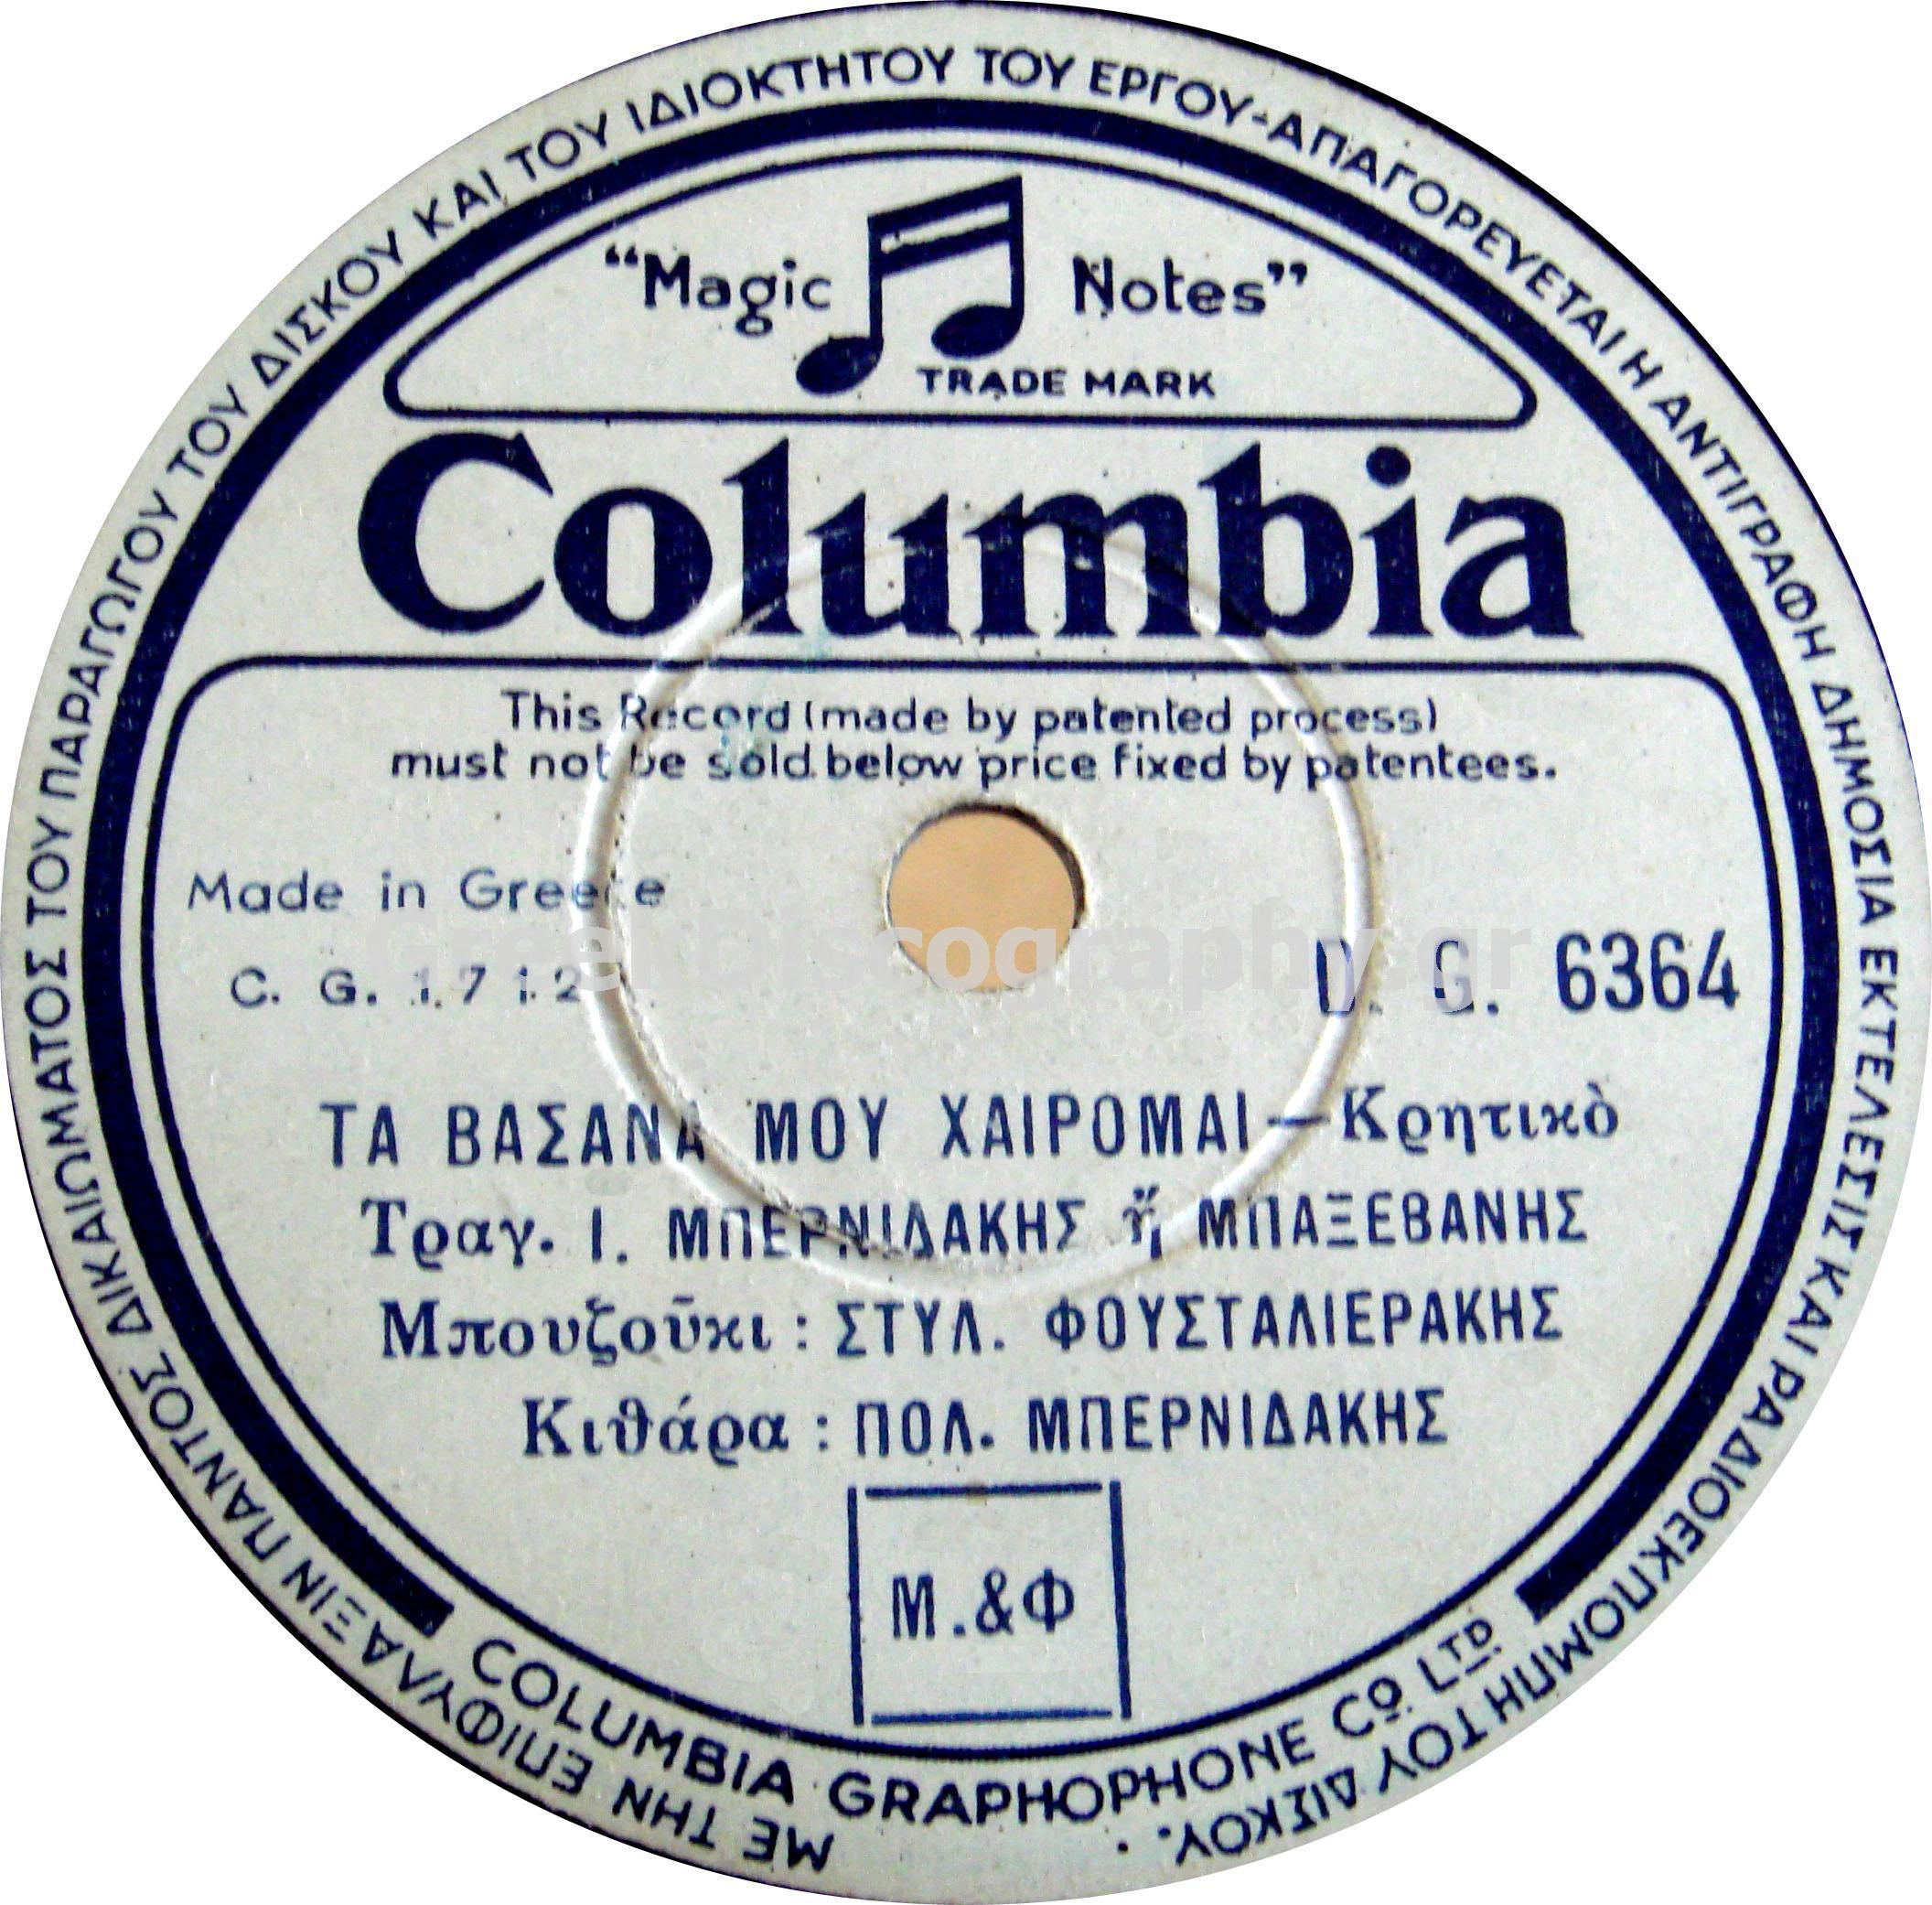 ΜΕ ΤΗΝ ΕΠΙΦΥΛΑΞΙΝ ΠΑΝΤΟΣ ΔΙΚΑΙΩΜΑΤΟΣ ΤΟΥ ΠΑΡΑΓΩΓΟΥ ΤΟΥ ΔΙΣΚΟΥ ΚΑΙ ΤΟΥ ΙΔΙΟΚΤΗΤΟΥ ΤΟΥ ΕΡΓΟΥ-ΑΠΑΓΟΡΕΥΕΤΑΙ Η ΑΝΤΙΓΡΑΦΗ ΔΗΜΟΣΙΑ ΕΚΤΕΛΕΣΙΣ ΚΑΙ ΡΑΔΙΟΕΚΠΟΜΠΗ ΤΟΥ ΔΙΣΚΟΥ.
"Magic Notes"
TRADE MARK
Columbia
This Record (made by patented process)
must not be sold below price fixed by patentees.
Made in Greece
GreekDiscography.gr
C. G. 1712
D. G. 6364
ΤΑ ΒΑΣΑΝΑ ΜΟΥ ΧΑΙΡΟΜΑΙ—Κρητικὸ
Τραγ. Ι. ΜΠΕΡΝΙΔΑΚΗΣ ἤ ΜΠΑΞΕΒΑΝΗΣ
Μπουζοῦκι : ΣΤΥΛ. ΦΟΥΣΤΑΛΙΕΡΑΚΗΣ
Κιθάρα : ΠΟΛ. ΜΠΕΡΝΙΔΑΚΗΣ
Μ.&Φ
COLUMBIA GRAPHOPHONE CO. LTD